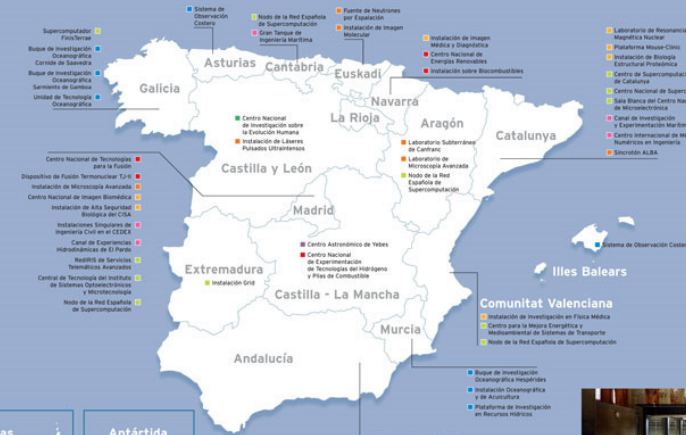 Supercomputador
FinisTerrae
Buque de Investigación
Oceanográfica
Cornide de Saavedra
Buque de Investigación
Oceanográfica
Sarmiento de Gamboa
Unidad de Tecnología
Oceanográfica
Sistema de
Observación
Costero
Nodo de la Red Española
de Supercomputación
Gran Tanque de
Ingeniería Marítima
Fuente de Neutrones
por Espalación
Instalación de Imagen
Molecular
Instalación de Imagen
Médica y Diagnóstica
Centro Nacional de
Energías Renovables
Instalación sobre Biocombustibles
Laboratorio de Resonancia
Magnética Nuclear
Plataforma Mouse-Clinic
Instalación de Biología
Estructural Proteómica
Centro de
de Catalunya
Centro Nacional de
Sala Blanca del Centro
de Microelectrónica
Canal de Investigación
y Experimentación
Centro Internacional de
Numéricos en Ingeniería
Sincrotón ALBA
Galicia
Asturias
Cantabria
Euskadi
Navarra
La Rioja
Aragón
Catalunya
Centro Nacional
de Investigación sobre
la Evolución Humana
Instalación de Láseres
Pulsados Ultraintensos
Castilla y León
Laboratorio Subterráneo
de Canfranc
Laboratorio de
Microscopía Avanzada
Nodo de la Red
Española de
Supercomputación
Centro Nacional de Tecnologías
para la Fusión
Dispositivo de Fusión Termonuclear TJ-II
Instalación de Microscopía Avanzada
Centro Nacional de Imagen Biomédica
Instalación de Alta Seguridad
Biológica del CISA
Instalaciones Singulares de
Ingeniería Civil en el CEDEX
Canal de Experiencias
Hidrodinámicas de El Pardo
RedIRIS de Servicios
Telemáticos Avanzados
Central de Tecnología del Instituto
de Sistemas Optoelectrónicos
y Microtecnología
Nodo de la Red Española
de Supercomputación
Madrid
Centro Astronómico de Yebes
Centro Nacional
de Experimentación
de Tecnologías del Hidrógeno
y Pilas de Combustible
Castilla - La Mancha
Extremadura
Instalación Grid
Sistema de Observación
Illes Balears
Comunitat Valenciana
Instalación de Investigación en Física Médica
Centro para la Mejora Energética y
Medioambiental de Sistemas de Transporte
Nodo de la Red Española de Supercomputación
Murcia
Andalucía
Buque de Investigación
Oceanográfica Hespérides
Instalación Oceanográfica
y de Acuicultura
Plataforma de Investigación
en Recursos Hídricos
Antártida